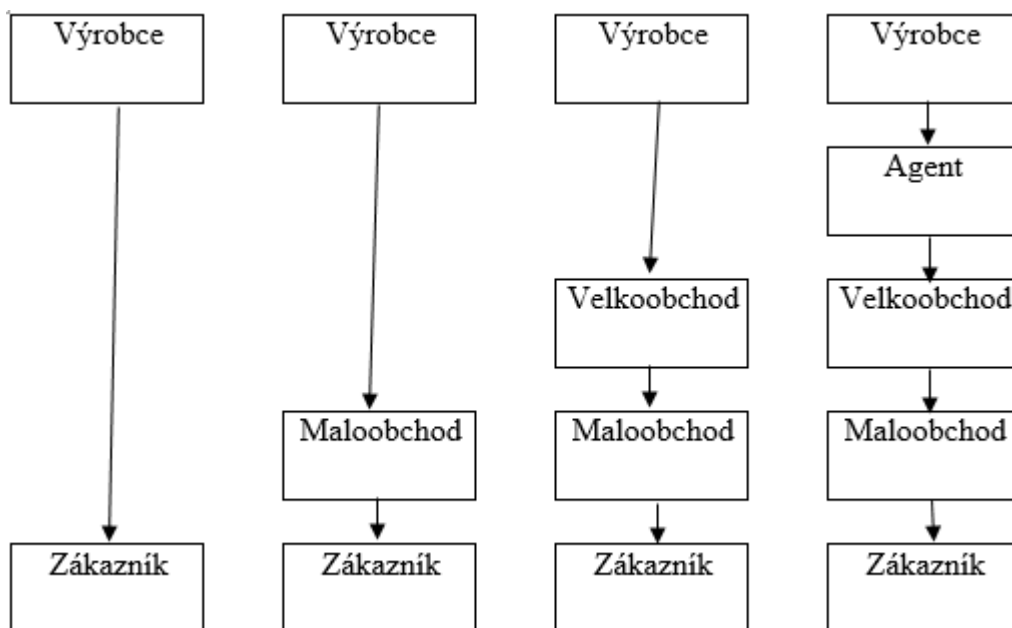 Výrobce
Výrobce
Výrobce
Výrobce
Agent
Velkoobchod
Velkoobchod
Maloobchod
Maloobchod
Maloobchod
Zákazník
Zákazník
Zákazník
Zákazník